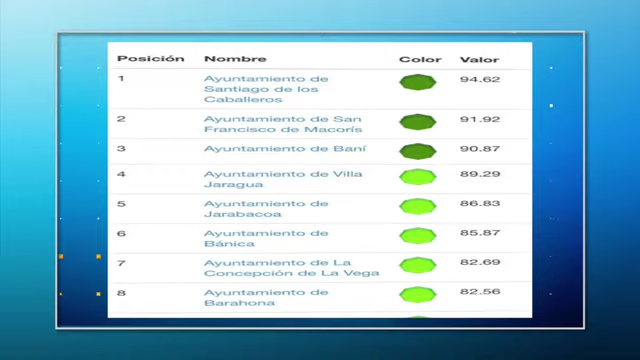 Posición Nombre Color Valor
1 Ayuntamiento de 94.62
Santiago de los
Caballeros
2 Ayuntamiento de San 91.92
Francisco de Macorís
3 Ayuntamiento de Baní 90.87
4 Ayuntamiento de Villa 89.29
Jaragua
5 Ayuntamiento de 86.83
Jarabacoa
6 Ayuntamiento de 85.87
Bánica
7 Ayuntamiento de La 82.69
Concepción de La Vega
8 Ayuntamiento de 82.56
Barahona